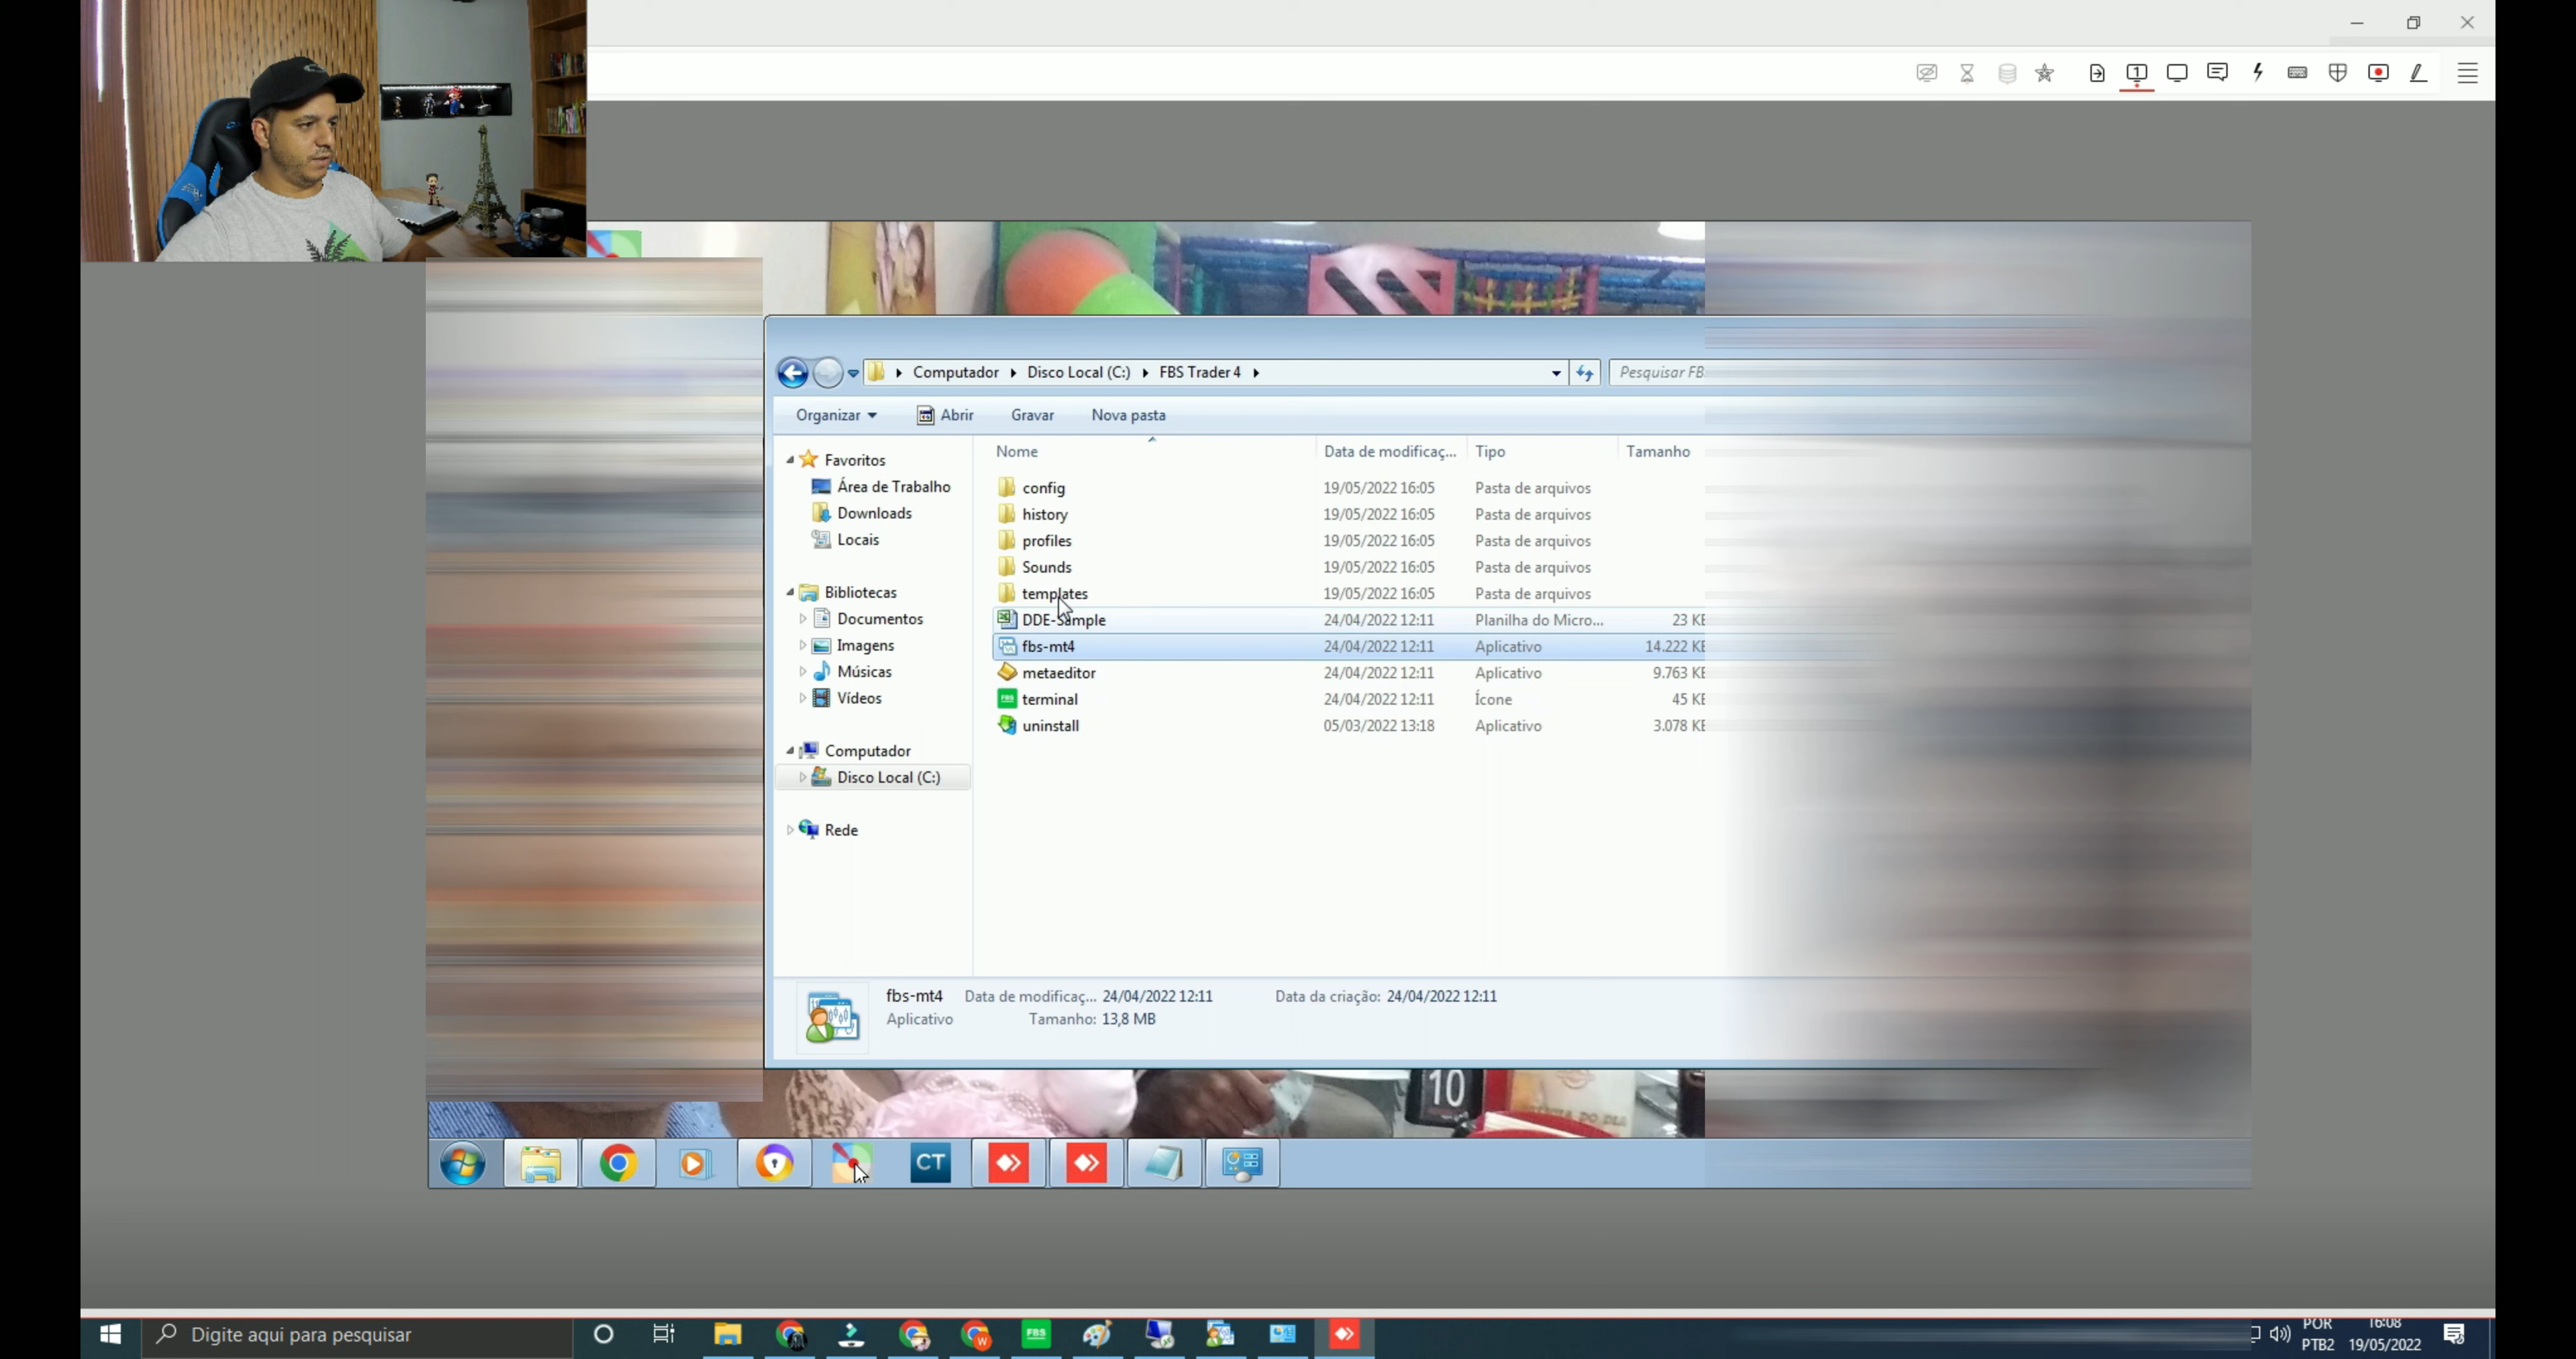 Computador Disco Local (C:) FBS Trader 4
Pesquisar FB
Organizar Abrir Gravar Nova pasta
Nome Data de modificaç... Tipo Tamanho
Favoritos
Área de Trabalho
Downloads
Locais
Bibliotecas
Documentos
Imagens
Músicas
Vídeos
Computador
Disco Local (C:)
Rede
config 19/05/2022 16:05 Pasta de arquivos
history 19/05/2022 16:05 Pasta de arquivos
profiles 19/05/2022 16:05 Pasta de arquivos
Sounds 19/05/2022 16:05 Pasta de arquivos
templates 19/05/2022 16:05 Pasta de arquivos
DDE-Sample 24/04/2022 12:11 Planilha do Micro... 23 KB
fbs-mt4 24/04/2022 12:11 Aplicativo 14.222 KB
metaeditor 24/04/2022 12:11 Aplicativo 9.763 KB
terminal 24/04/2022 12:11 Ícone 45 KB
uninstall 05/03/2022 13:18 Aplicativo 3.078 KB
fbs-mt4 Data de modificaç... 24/04/2022 12:11 Data da criação: 24/04/2022 12:11
Aplicativo Tamanho: 13,8 MB
10
CT
Digite aqui para pesquisar
FBS
POR
PTB2
16:08
19/05/2022